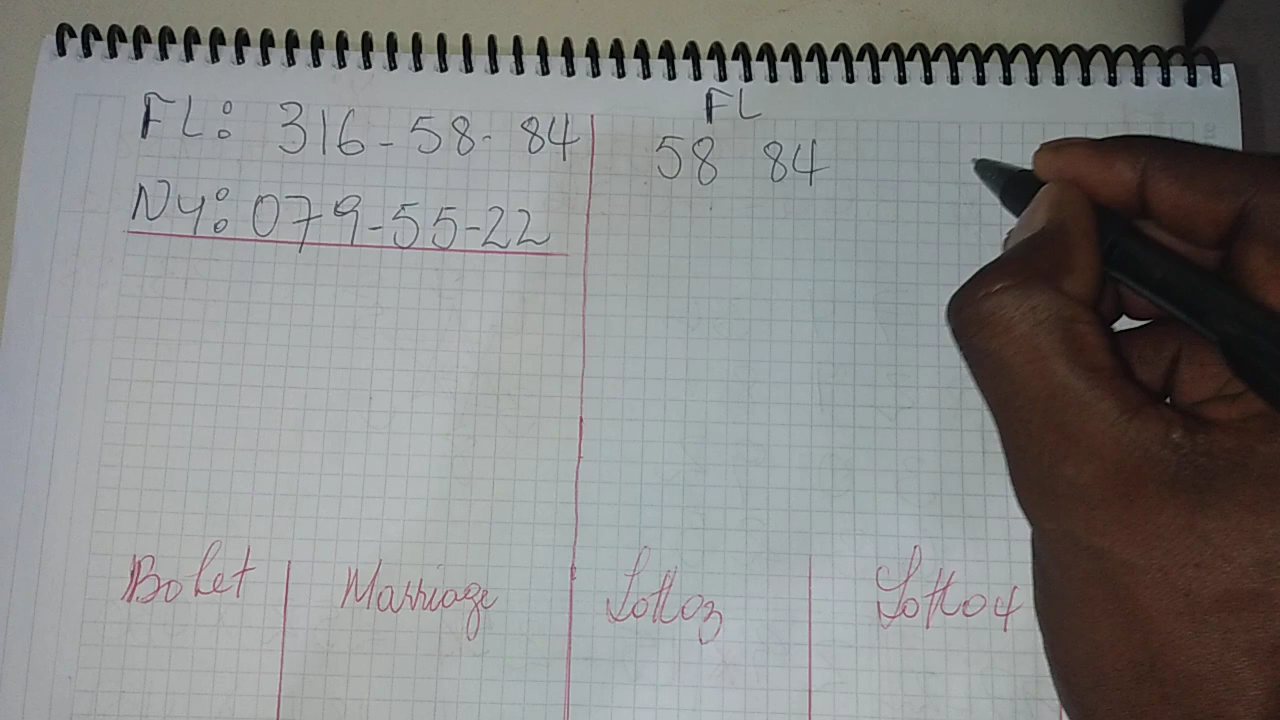 FL: 316-58-84
NY: 079-55-22
FL
58 84
Bolet
Marriage
Lotto3
Lotto4